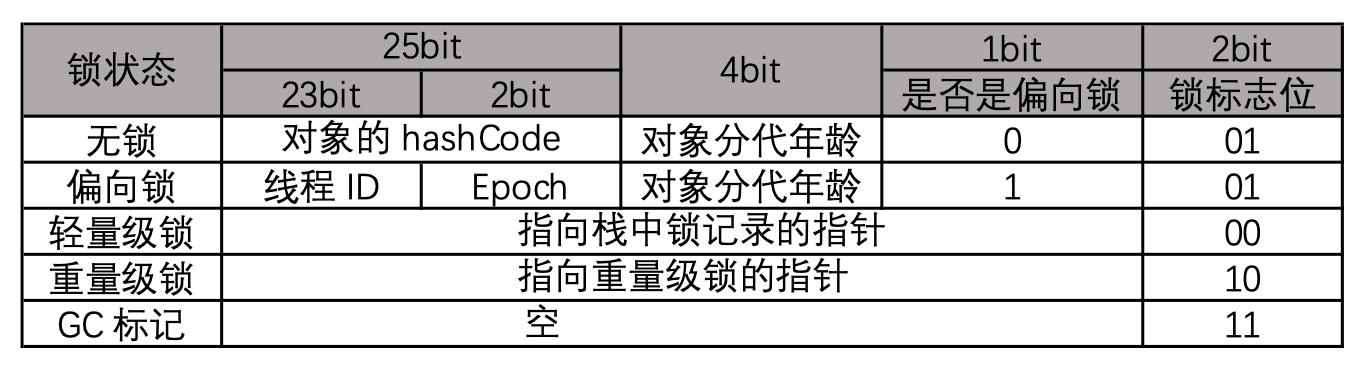 锁状态 25bit 4bit 1bit 2bit
23bit 2bit 是否是偏向锁 锁标志位
无锁 对象的 hashCode 对象分代年龄 0 01
偏向锁 线程 ID Epoch 对象分代年龄 1 01
轻量级锁 指向栈中锁记录的指针 00
重量级锁 指向重量级锁的指针 10
GC 标记 空 11